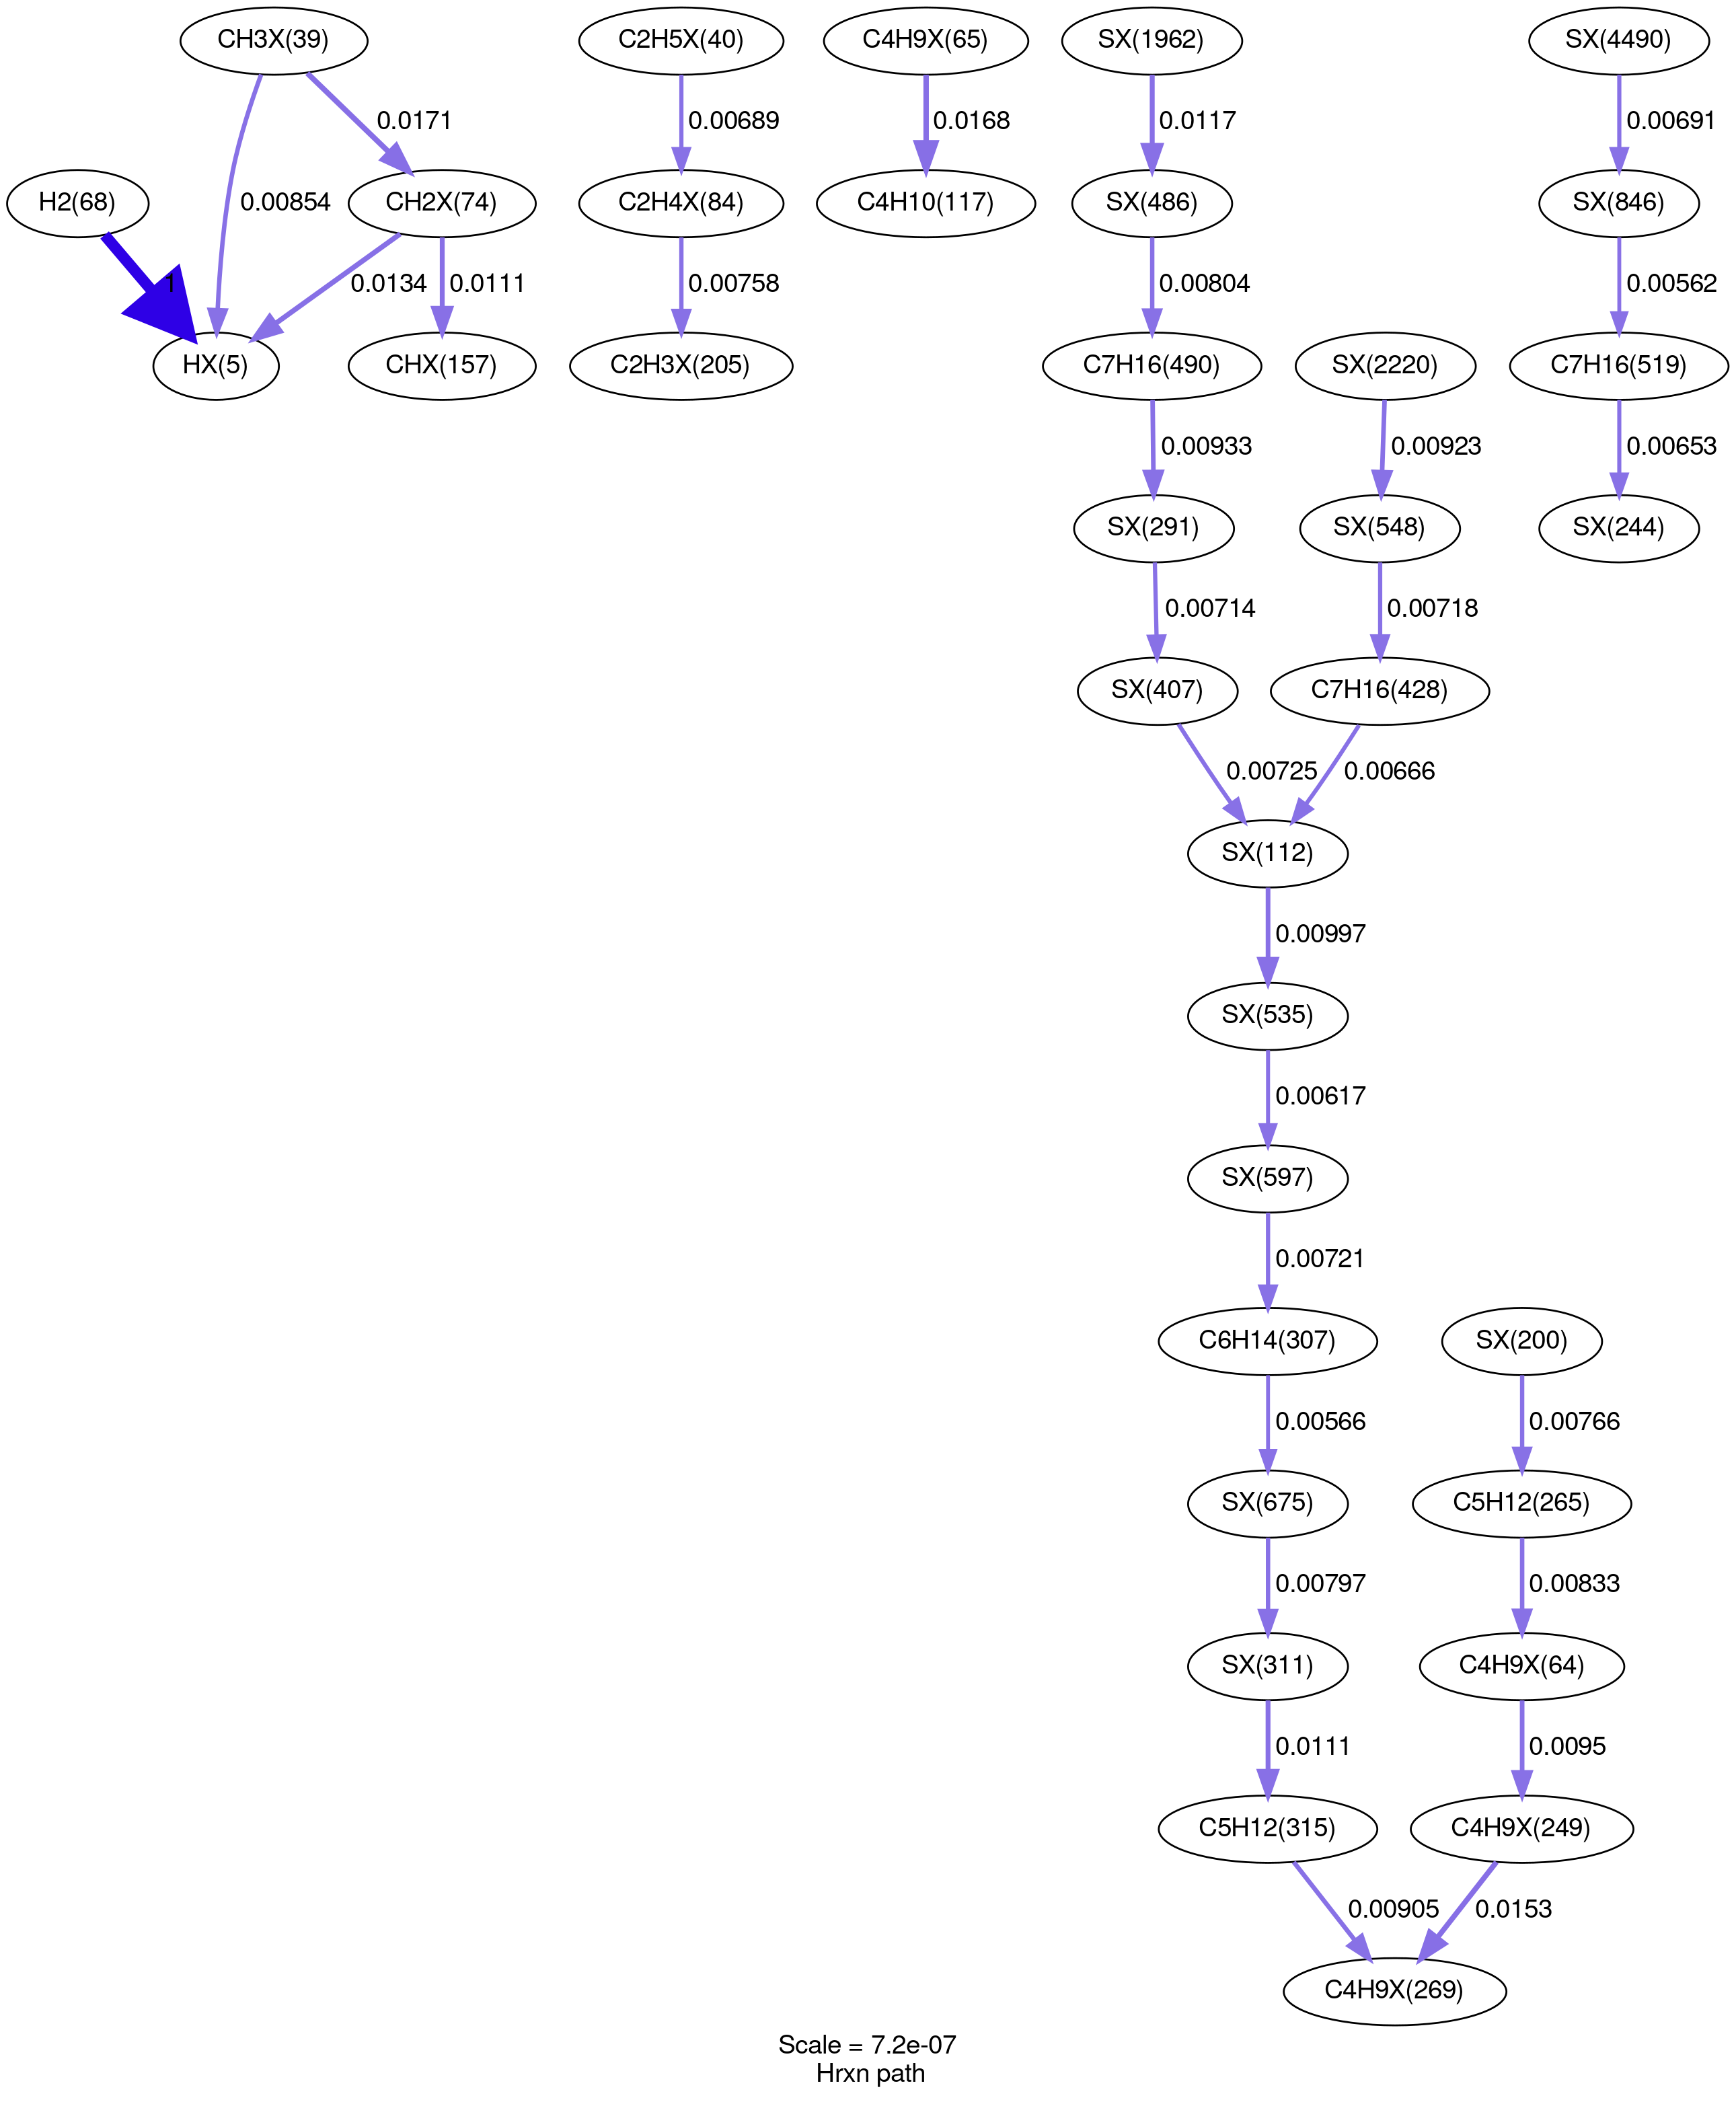 CH3X(39)
C2H5X(40)
C4H9X(65)
SX(1962)
SX(4490)
0.0171
0.00689
0.0168
0.0117
0.00691
H2(68)
0.00854
CH2X(74)
C2H4X(84)
C4H10(117)
SX(486)
SX(846)
1
0.0134
0.0111
0.00758
0.00804
0.00562
HX(5)
CHX(157)
C2H3X(205)
C7H16(490)
SX(2220)
C7H16(519)
0.00933
0.00923
0.00653
SX(291)
SX(548)
SX(244)
0.00714
0.00718
SX(407)
C7H16(428)
0.00725
0.00666
SX(112)
0.00997
SX(535)
0.00617
SX(597)
0.00721
C6H14(307)
SX(200)
0.00566
0.00766
SX(675)
C5H12(265)
0.00797
0.00833
SX(311)
C4H9X(64)
0.0111
0.0095
C5H12(315)
C4H9X(249)
0.00905
0.0153
C4H9X(269)
Scale = 7.2e-07
Hrxn path